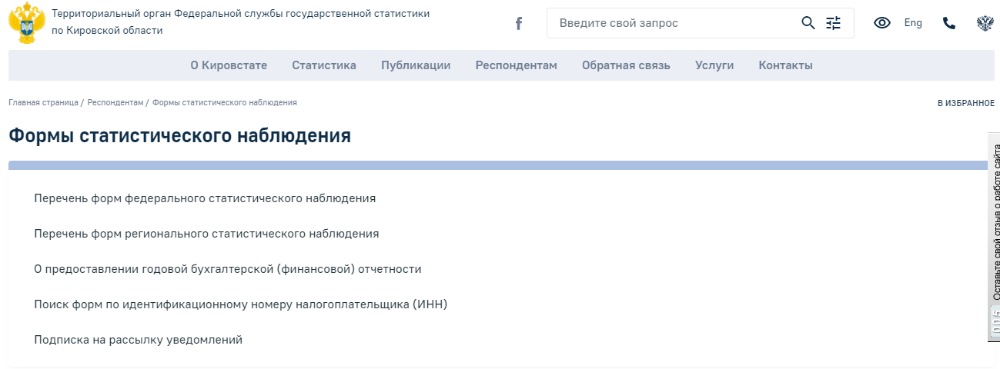 Территориальный орган Федеральной службы государственной статистики
по Кировской области
Введите свой запрос
Eng
О Кировстате Статистика Публикации Респондентам Обратная связь Услуги Контакты
Главная страница / Респондентам / Формы статистического наблюдения
В ИЗБРАННОЕ
Формы статистического наблюдения
Перечень форм федерального статистического наблюдения
Перечень форм регионального статистического наблюдения
О предоставлении годовой бухгалтерской (финансовой) отчетности
Поиск форм по идентификационному номеру налогоплательщика (ИНН)
Подписка на рассылку уведомлений
Оставьте свой отзыв о работе сайта